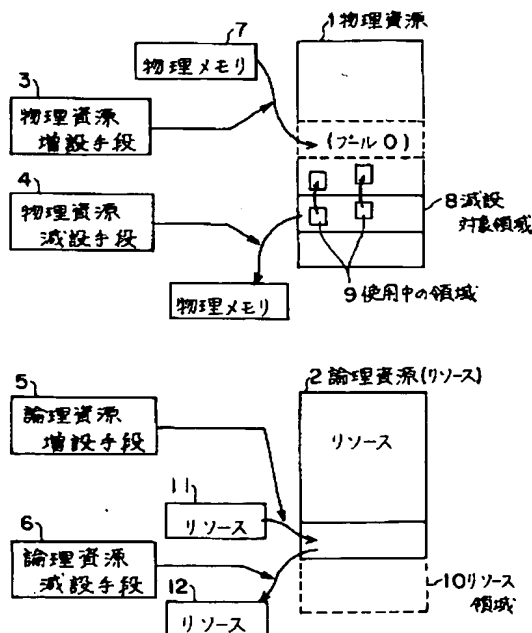 1 物理資源
7
物理メモリ
3
物理資源
増設手段
(プール0)
4
物理資源
減設手段
8 減設
対象領域
物理メモリ
9 使用中の領域
5
論理資源
増設手段
2 論理資源(リソース)
リソース
11
リソース
6
論理資源
減設手段
12
リソース
10 リソース
領域